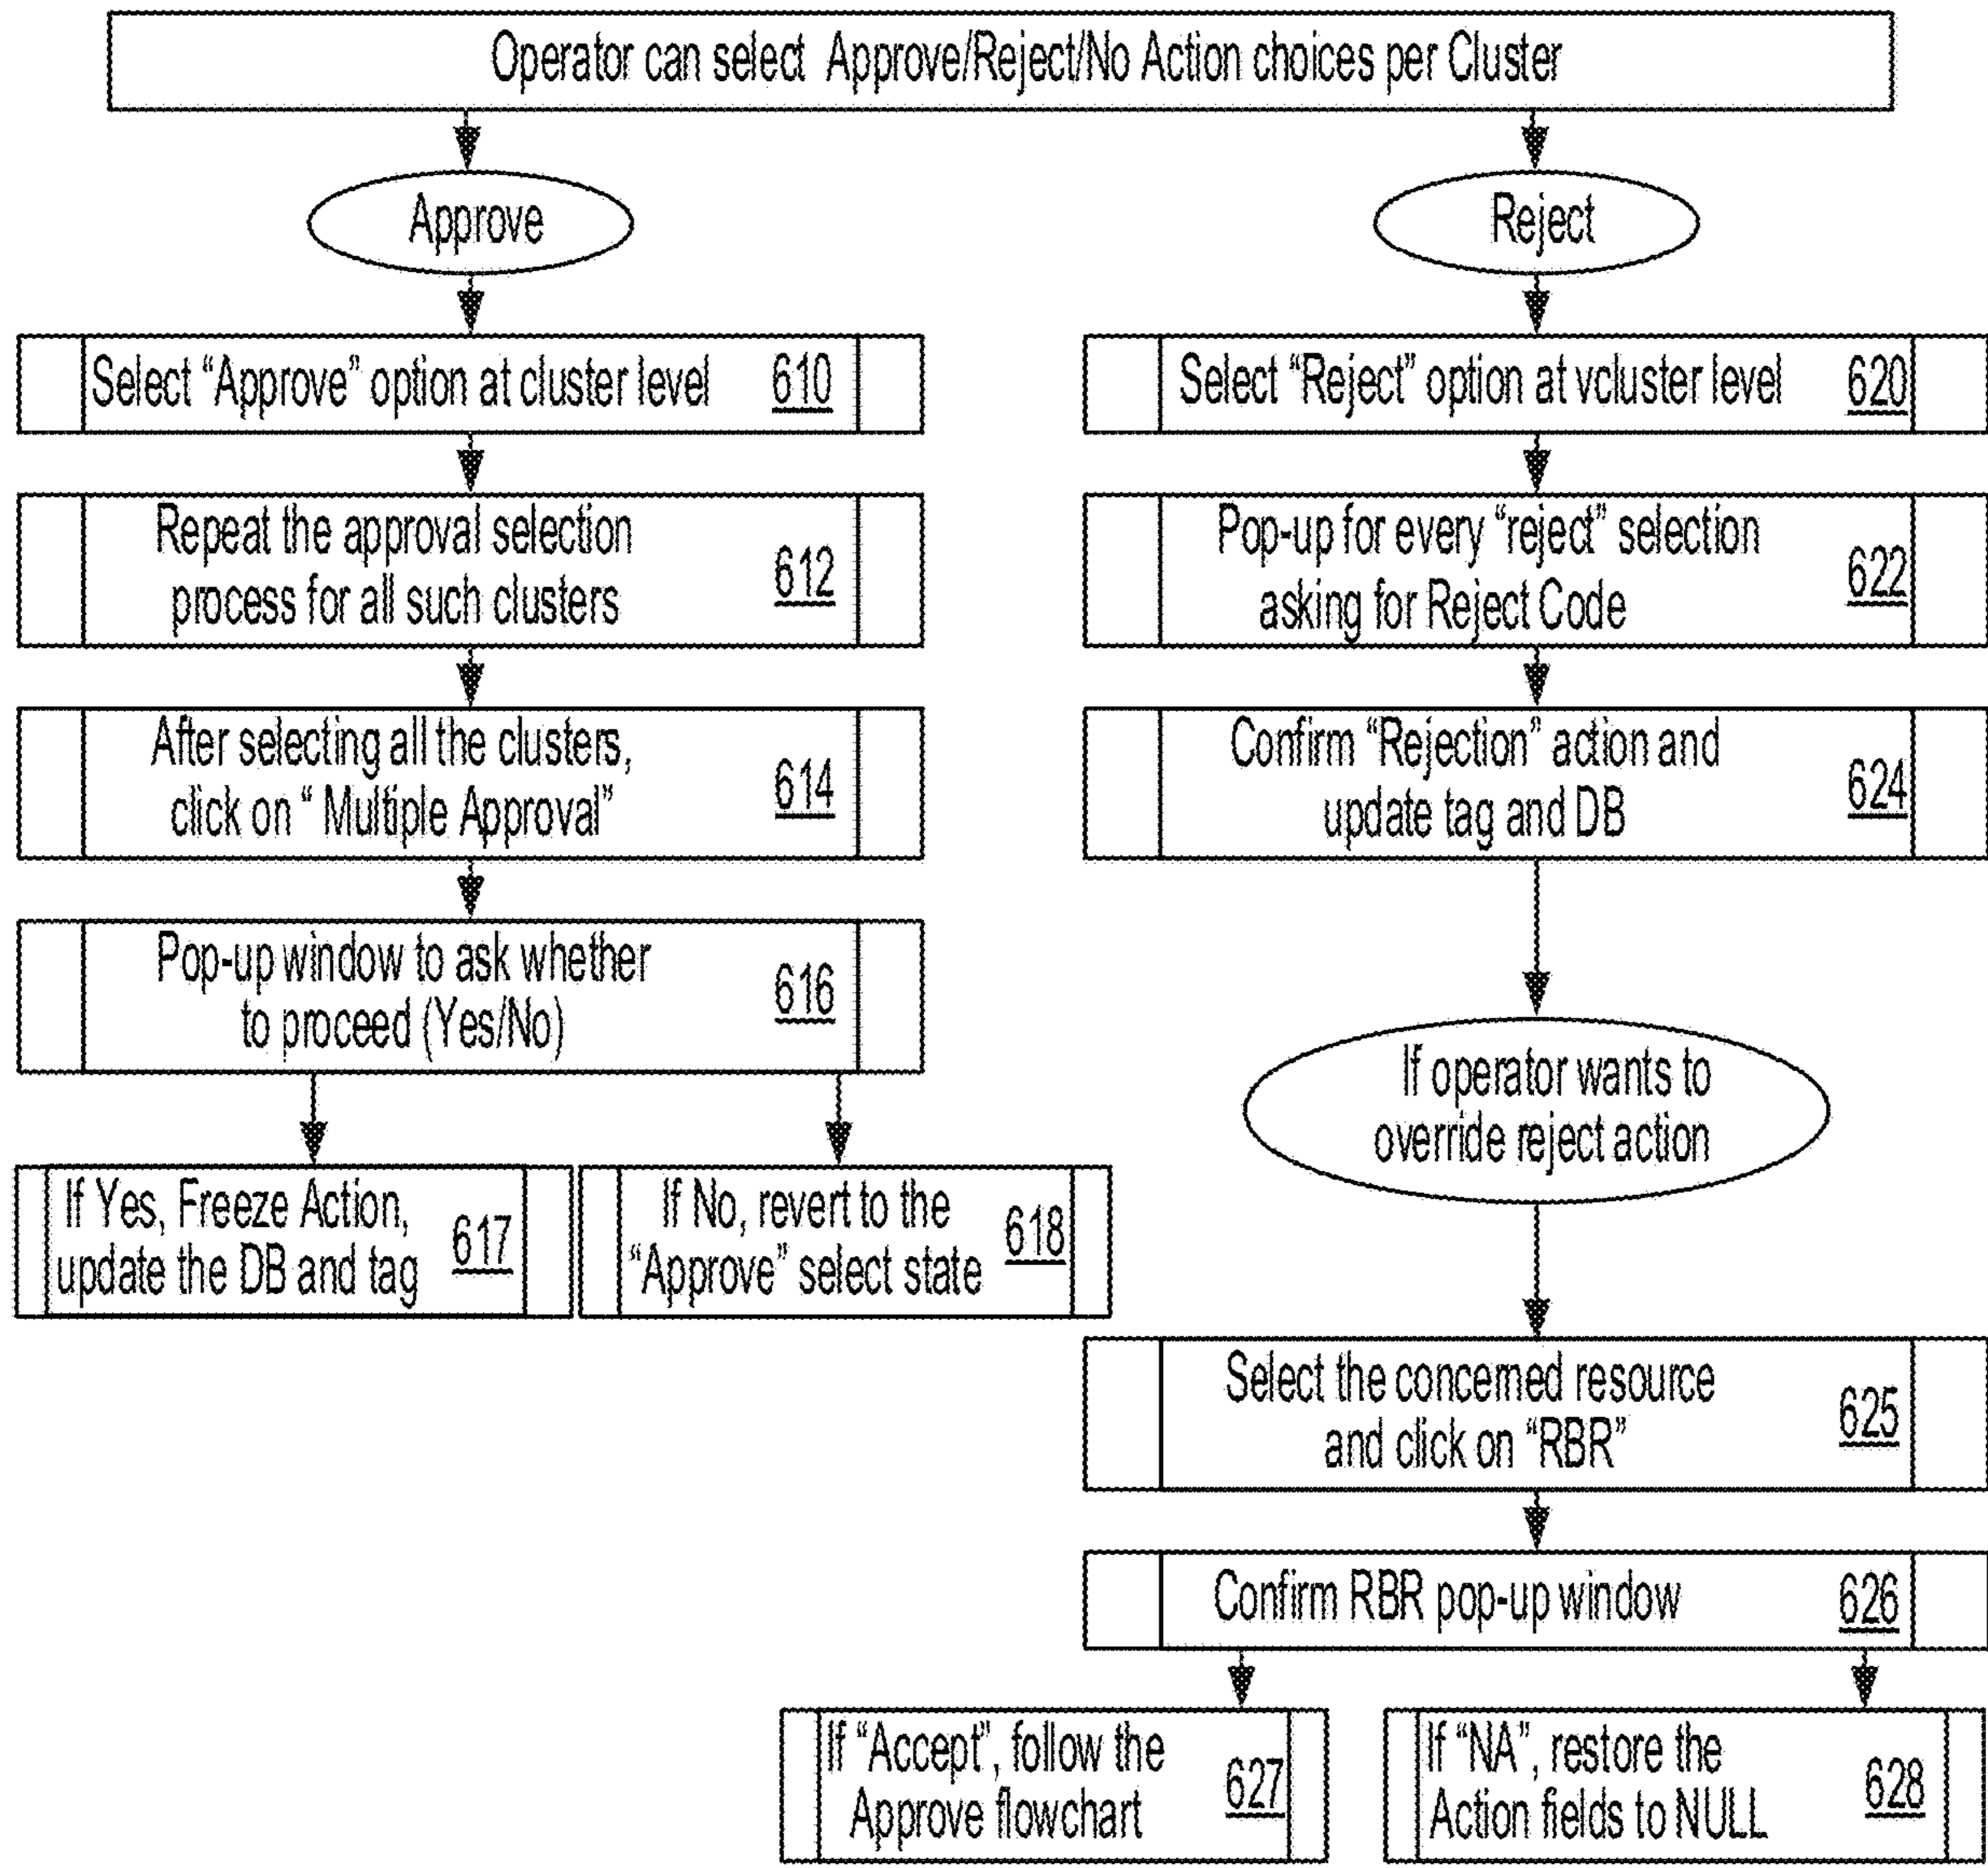 Operator can select Approve/Reject/No Action choices per Cluster
Approve
Select “Approve” option at cluster level 610
Repeat the approval selection
process for all such clusters
612
After selecting all the clusters,
click on “ Multiple Approval”
614
Pop-up window to ask whether
to proceed (Yes/No)
616
If Yes, Freeze Action,
update the DB and tag
617
If No, revert to the
“Approve” select state
618
Reject
Select “Reject” option at vcluster level 620
Pop-up for every “reject” selection
asking for Reject Code
622
Confirm “Rejection” action and
update tag and DB
624
If operator wants to
override reject action
Select the concerned resource
and click on “RBR”
625
Confirm RBR pop-up window 626
If “Accept”, follow the
Approve flowchart
627
If “NA”, restore the
Action fields to NULL
628